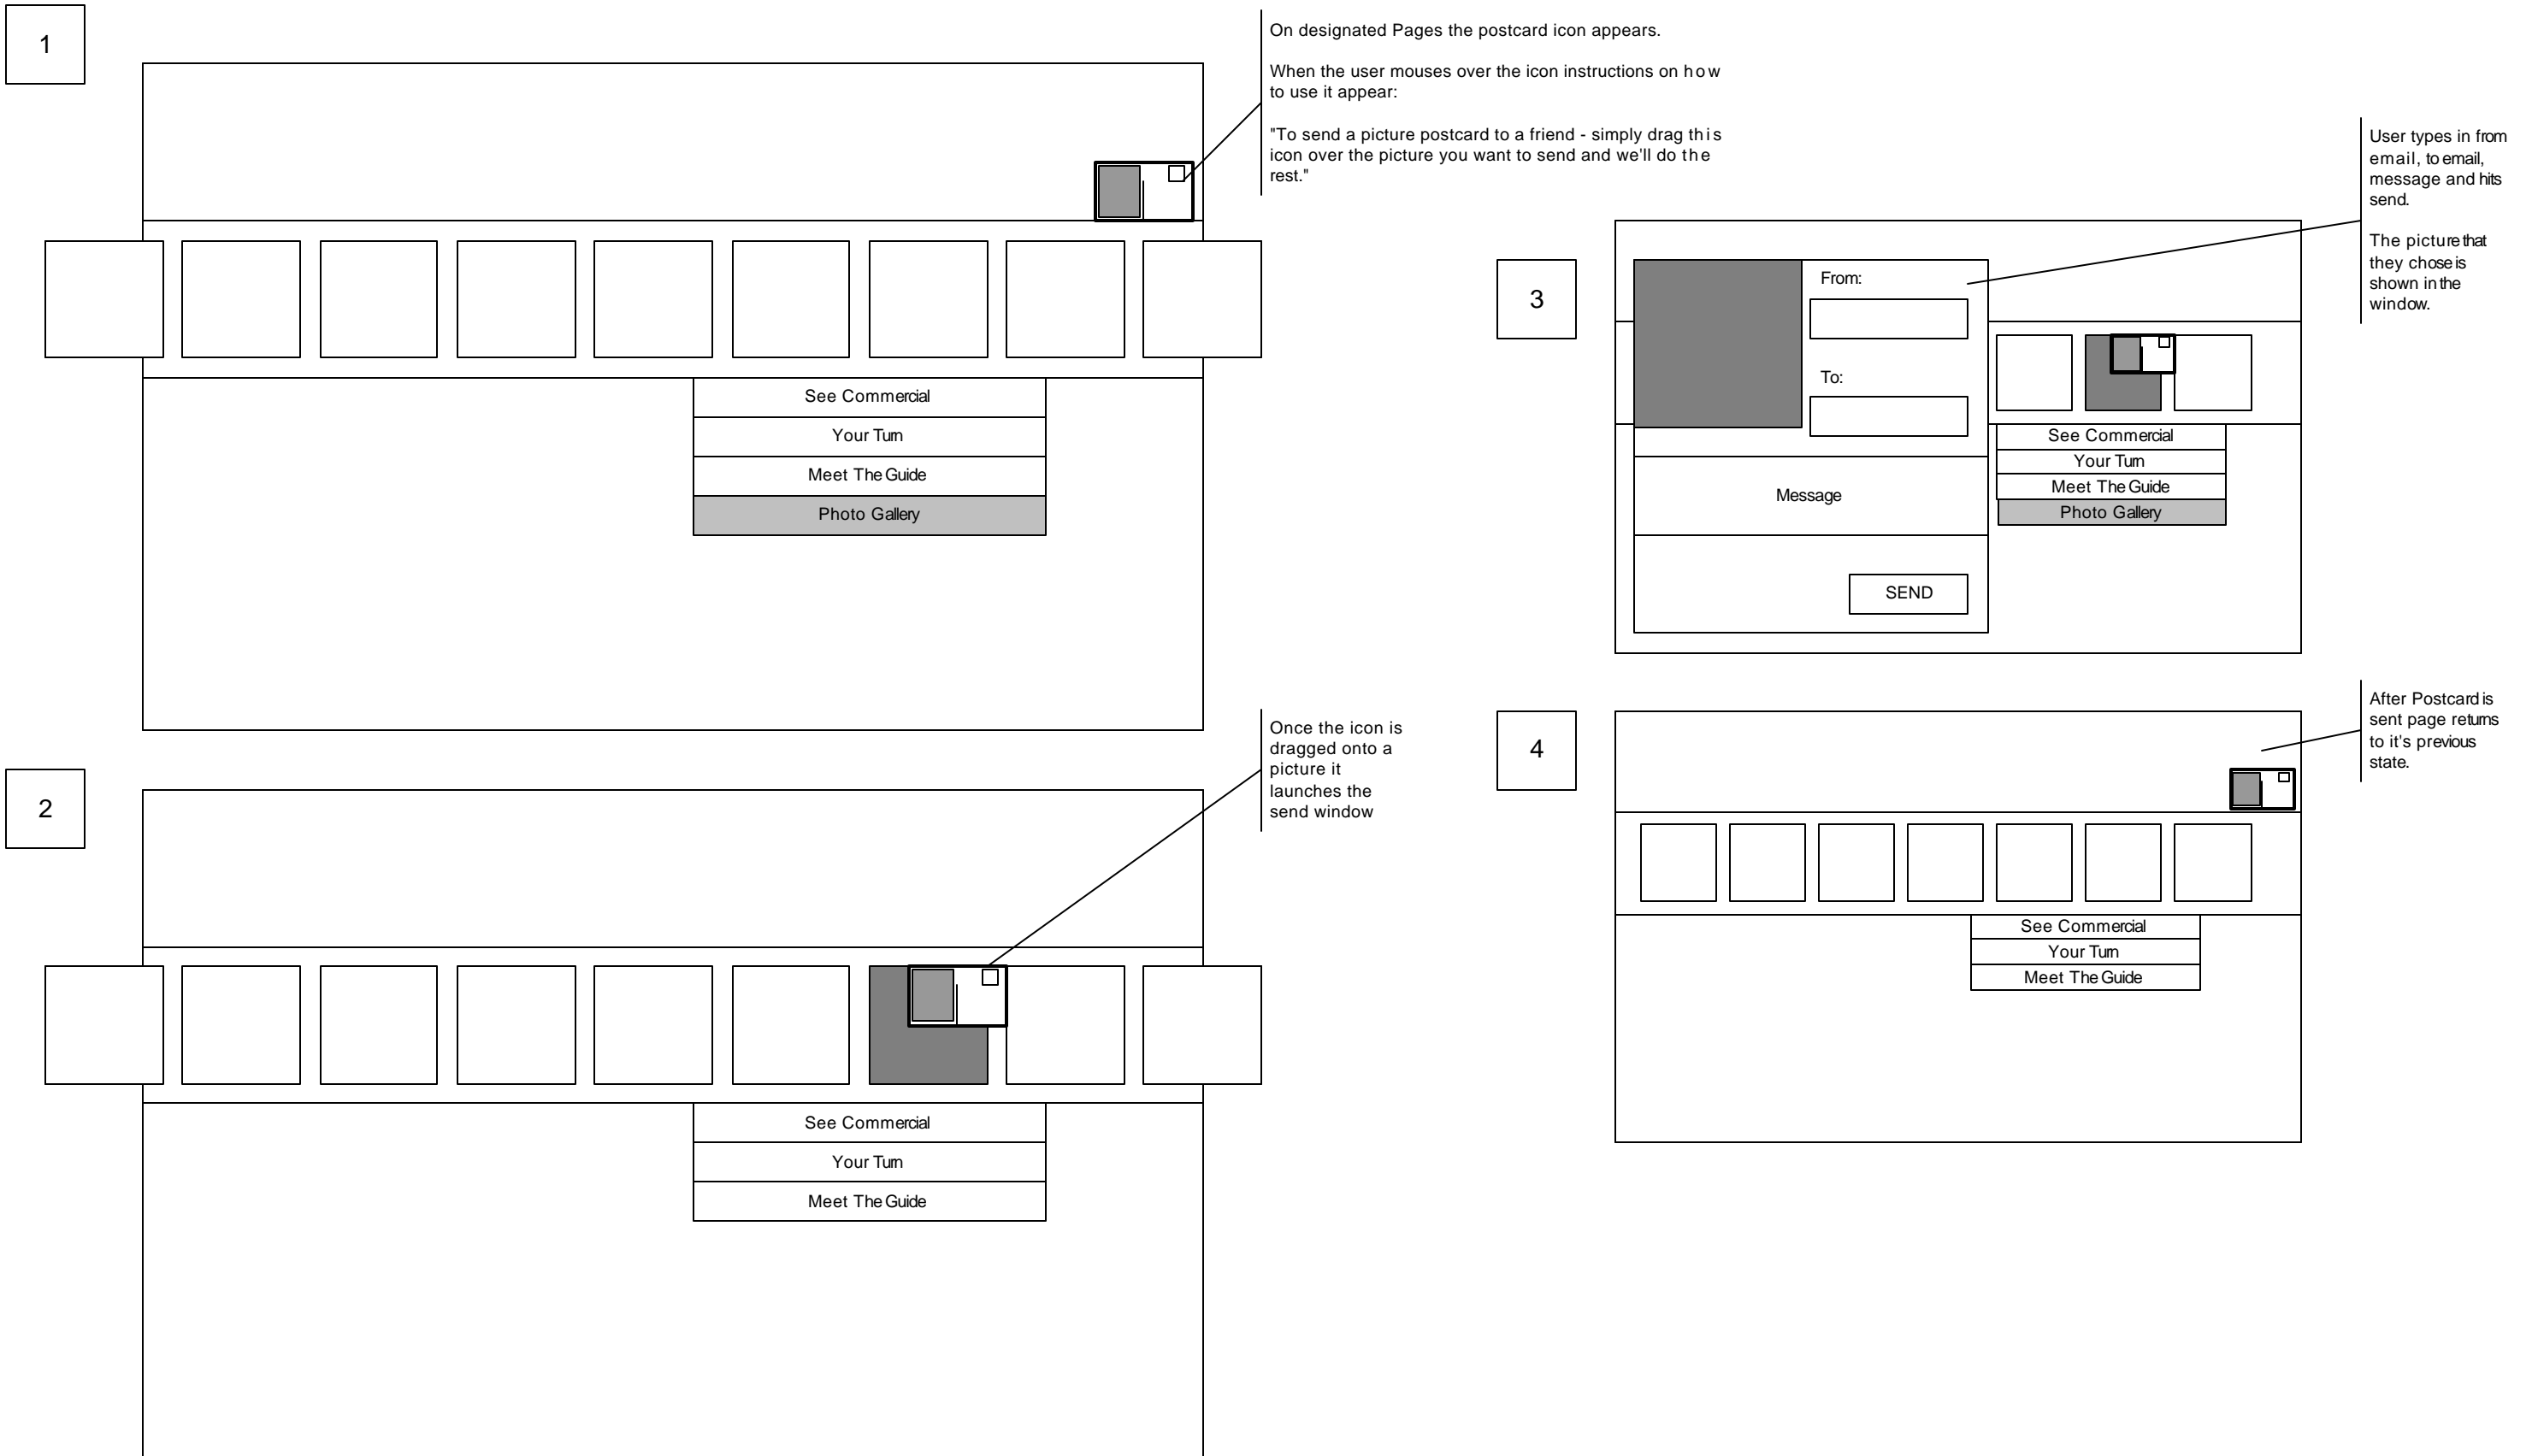 1
On designated Pages the postcard icon appears.
When the user mouses over the icon instructions on how
to use it appear:
"To send a picture postcard to a friend - simply drag this
icon over the picture you want to send and we'll do the
rest."
See Commercial
Your Turn
Meet The Guide
Photo Gallery
2
Once the icon is
dragged onto a
picture it
launches the
send window
See Commercial
Your Turn
Meet The Guide
3
User types in from
email, to email,
message and hits
send.
The picture that
they chose is
shown in the
window.
From:
To:
Message
SEND
See Commercial
Your Turn
Meet The Guide
Photo Gallery
4
After Postcard is
sent page returns
to it's previous
state.
See Commercial
Your Turn
Meet The Guide